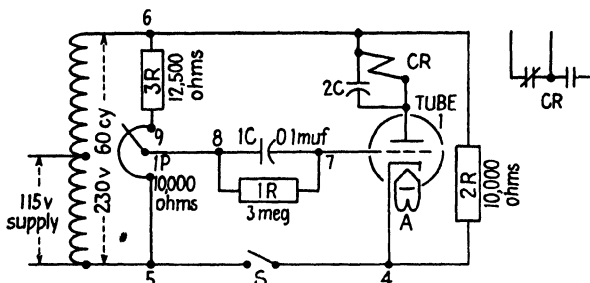 6
230v 60 cy
115v
supply
3R
12,500
ohms
9
1P
10,000
ohms
5
8
1C
0.1muf
7
1R
3 meg
S
2C
CR
TUBE
1
A
4
2R
10,000
ohms
CR